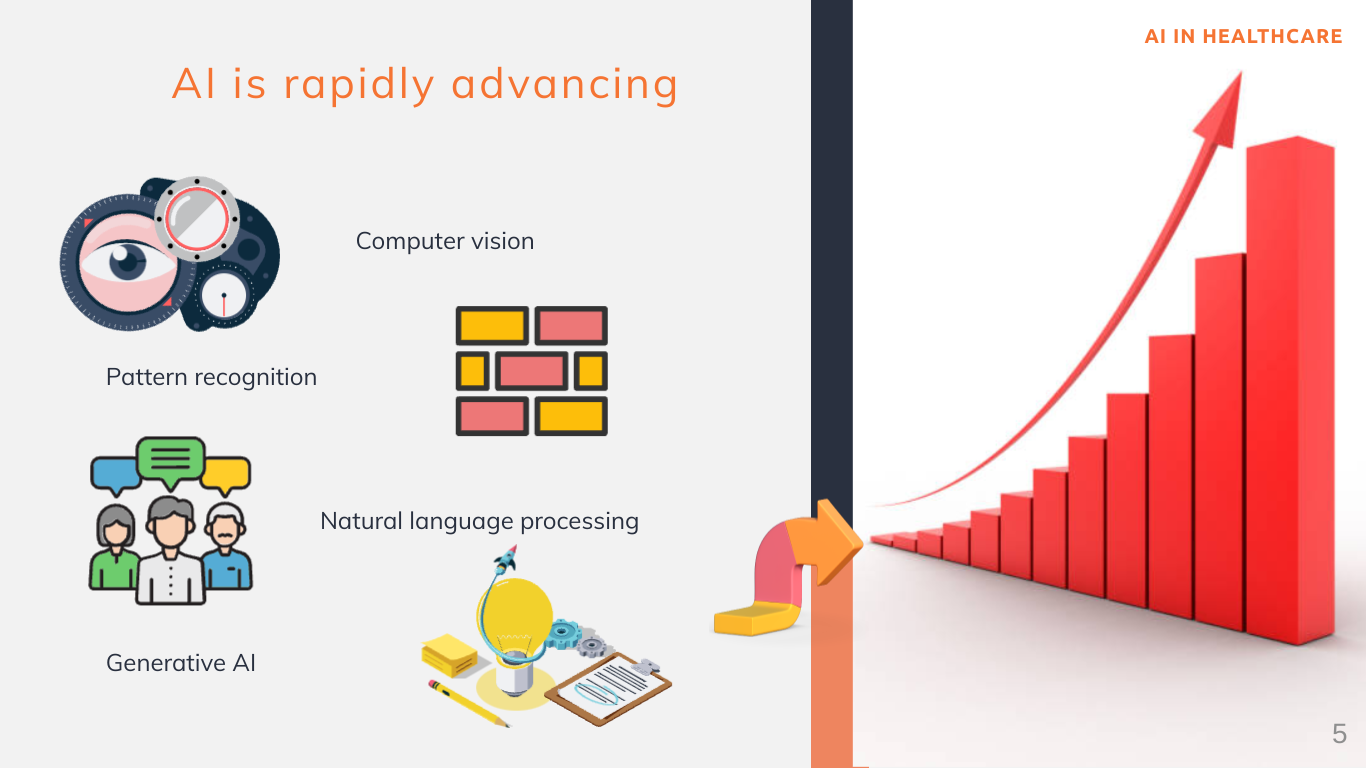 AI IN HEALTHCARE
AI is rapidly advancing
Computer vision
Pattern recognition
Natural language processing
Generative AI
5